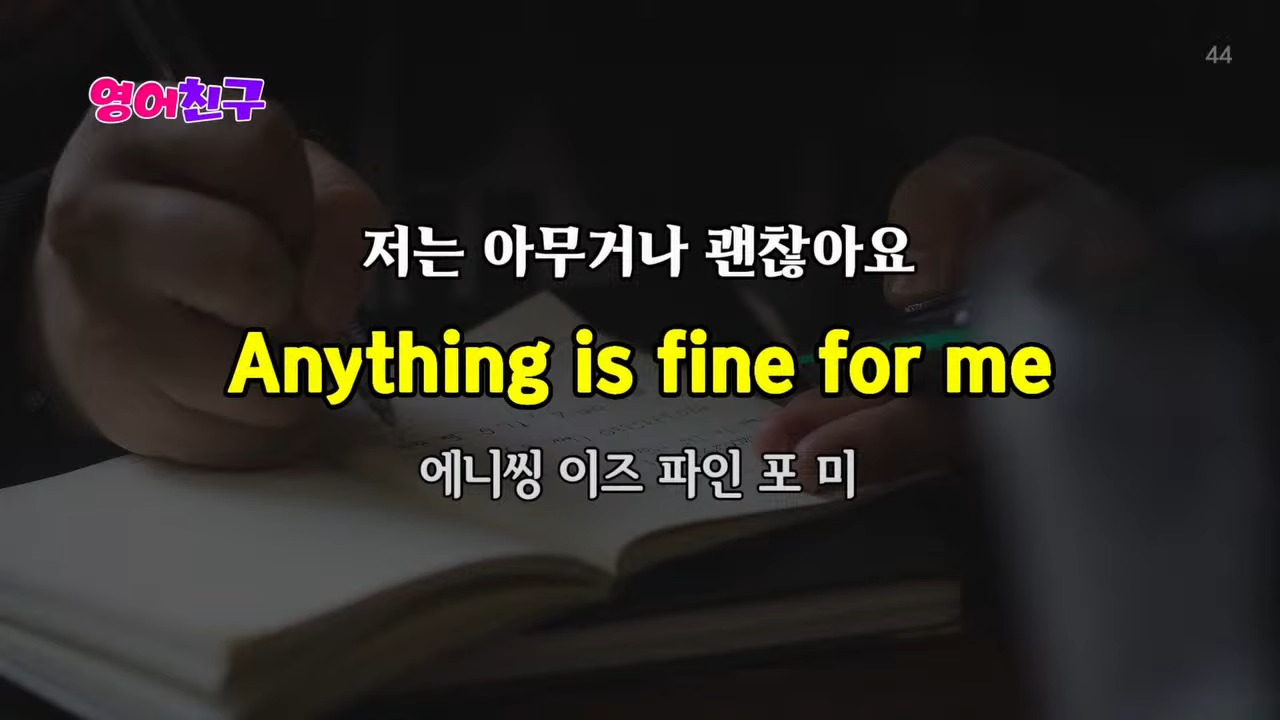 44
영어친구
저는 아무거나 괜찮아요
Anything is fine for me
에니씽 이즈 파인 포 미